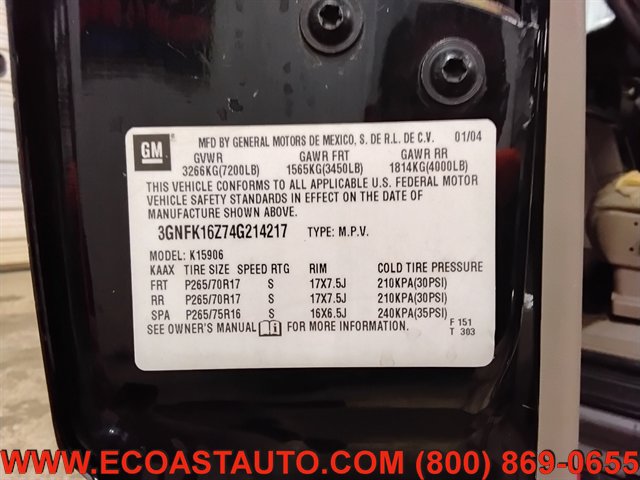 GM
MFD BY GENERAL MOTORS DE MEXICO, S. DE R.L. DE C.V. 01/04
GVWR GAWR FRT GAWR RR
3266KG(7200LB) 1565KG(3450LB) 1814KG(4000LB)
THIS VEHICLE CONFORMS TO ALL APPLICABLE U.S. FEDERAL MOTOR
VEHICLE SAFETY STANDARDS IN EFFECT ON THE DATE OF
MANUFACTURE SHOWN ABOVE.
3GNFK16Z74G214217 TYPE: M.P.V.
MODEL: K15906
KAAX TIRE SIZE SPEED RTG RIM COLD TIRE PRESSURE
FRT P265/70R17 S 17X7.5J 210KPA(30PSI)
RR P265/70R17 S 17X7.5J 210KPA(30PSI)
SPA P265/75R16 S 16X6.5J 240KPA(35PSI)
SEE OWNER'S MANUAL FOR MORE INFORMATION.
F 151
T 303
WWW.ECOASTAUTO.COM (800) 869-0655